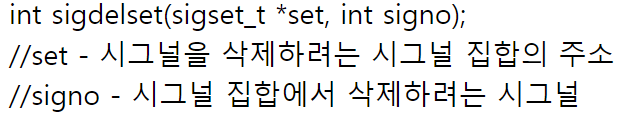 int sigdelset(sigset_t *set, int signo);
//set - 시그널을 삭제하려는 시그널 집합의 주소
//signo - 시그널 집합에서 삭제하려는 시그널